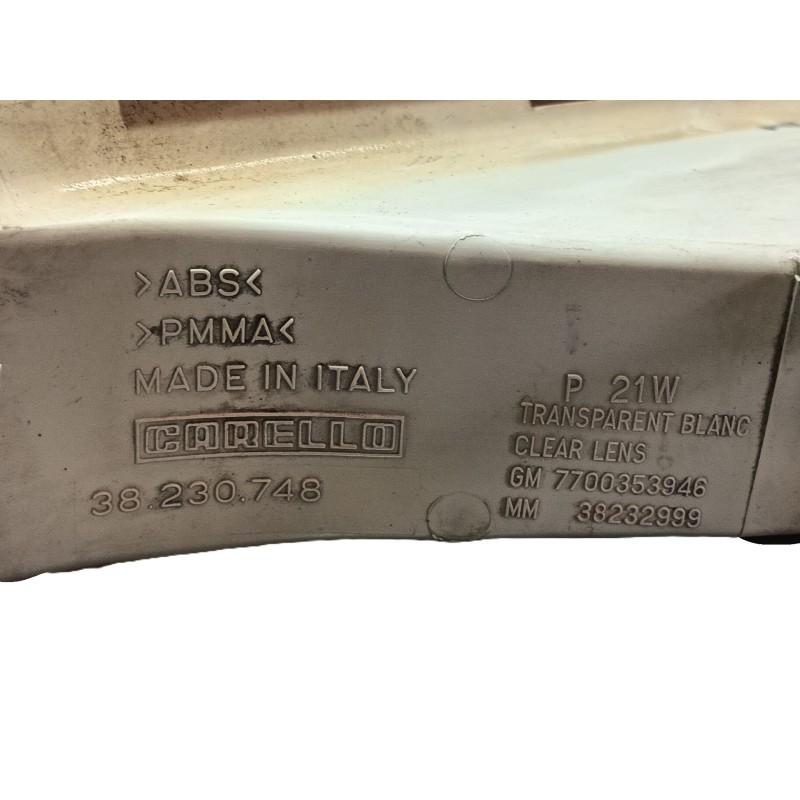 >ABS<
>PMMA<
MADE IN ITALY
CARELLO
38.230.748
P 21W
TRANSPARENT BLANC
CLEAR LENS
GM 7700353946
MM 38232999